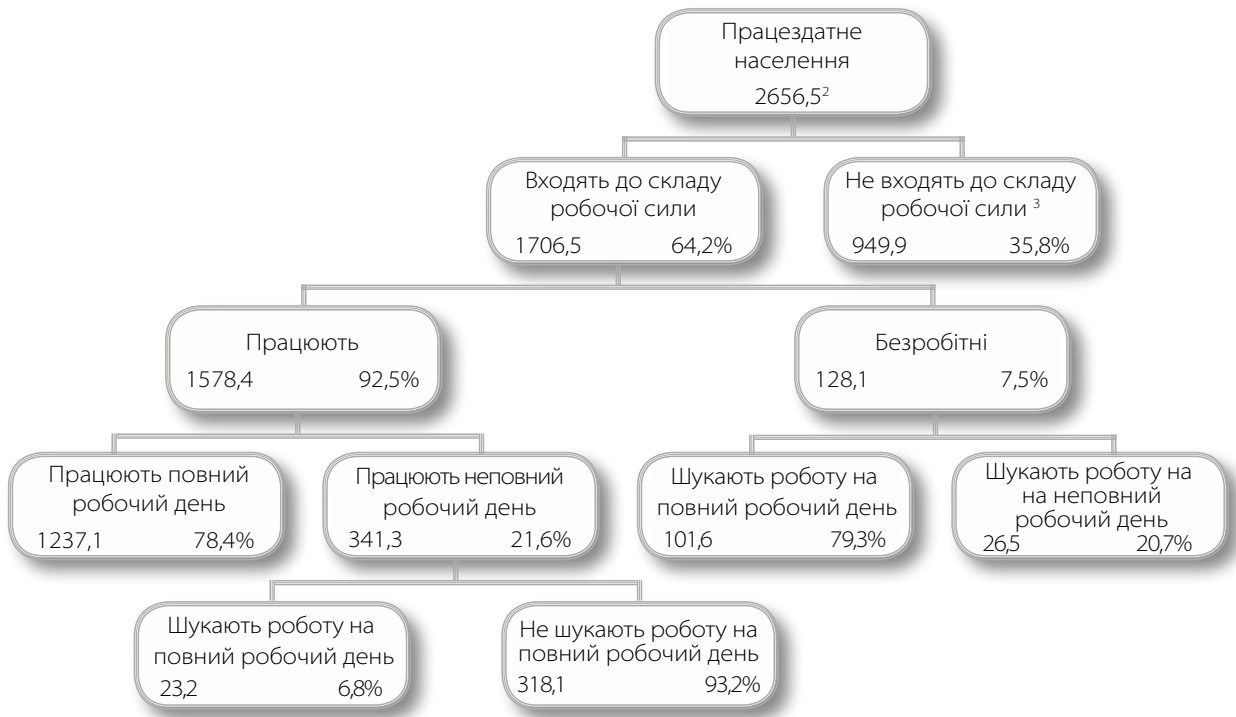 Працездатне
населення
2656,5²
Входять до складу
робочої сили
1706,5 64,2%
Не входять до складу
робочої сили ³
949,9 35,8%
Працюють
1578,4 92,5%
Безробітні
128,1 7,5%
Працюють повний
робочий день
1237,1 78,4%
Працюють неповний
робочий день
341,3 21,6%
Шукають роботу на
повний робочий день
101,6 79,3%
Шукають роботу на
на неповний
робочий день
26,5 20,7%
Шукають роботу на
повний робочий день
23,2 6,8%
Не шукають роботу на
повний робочий день
318,1 93,2%